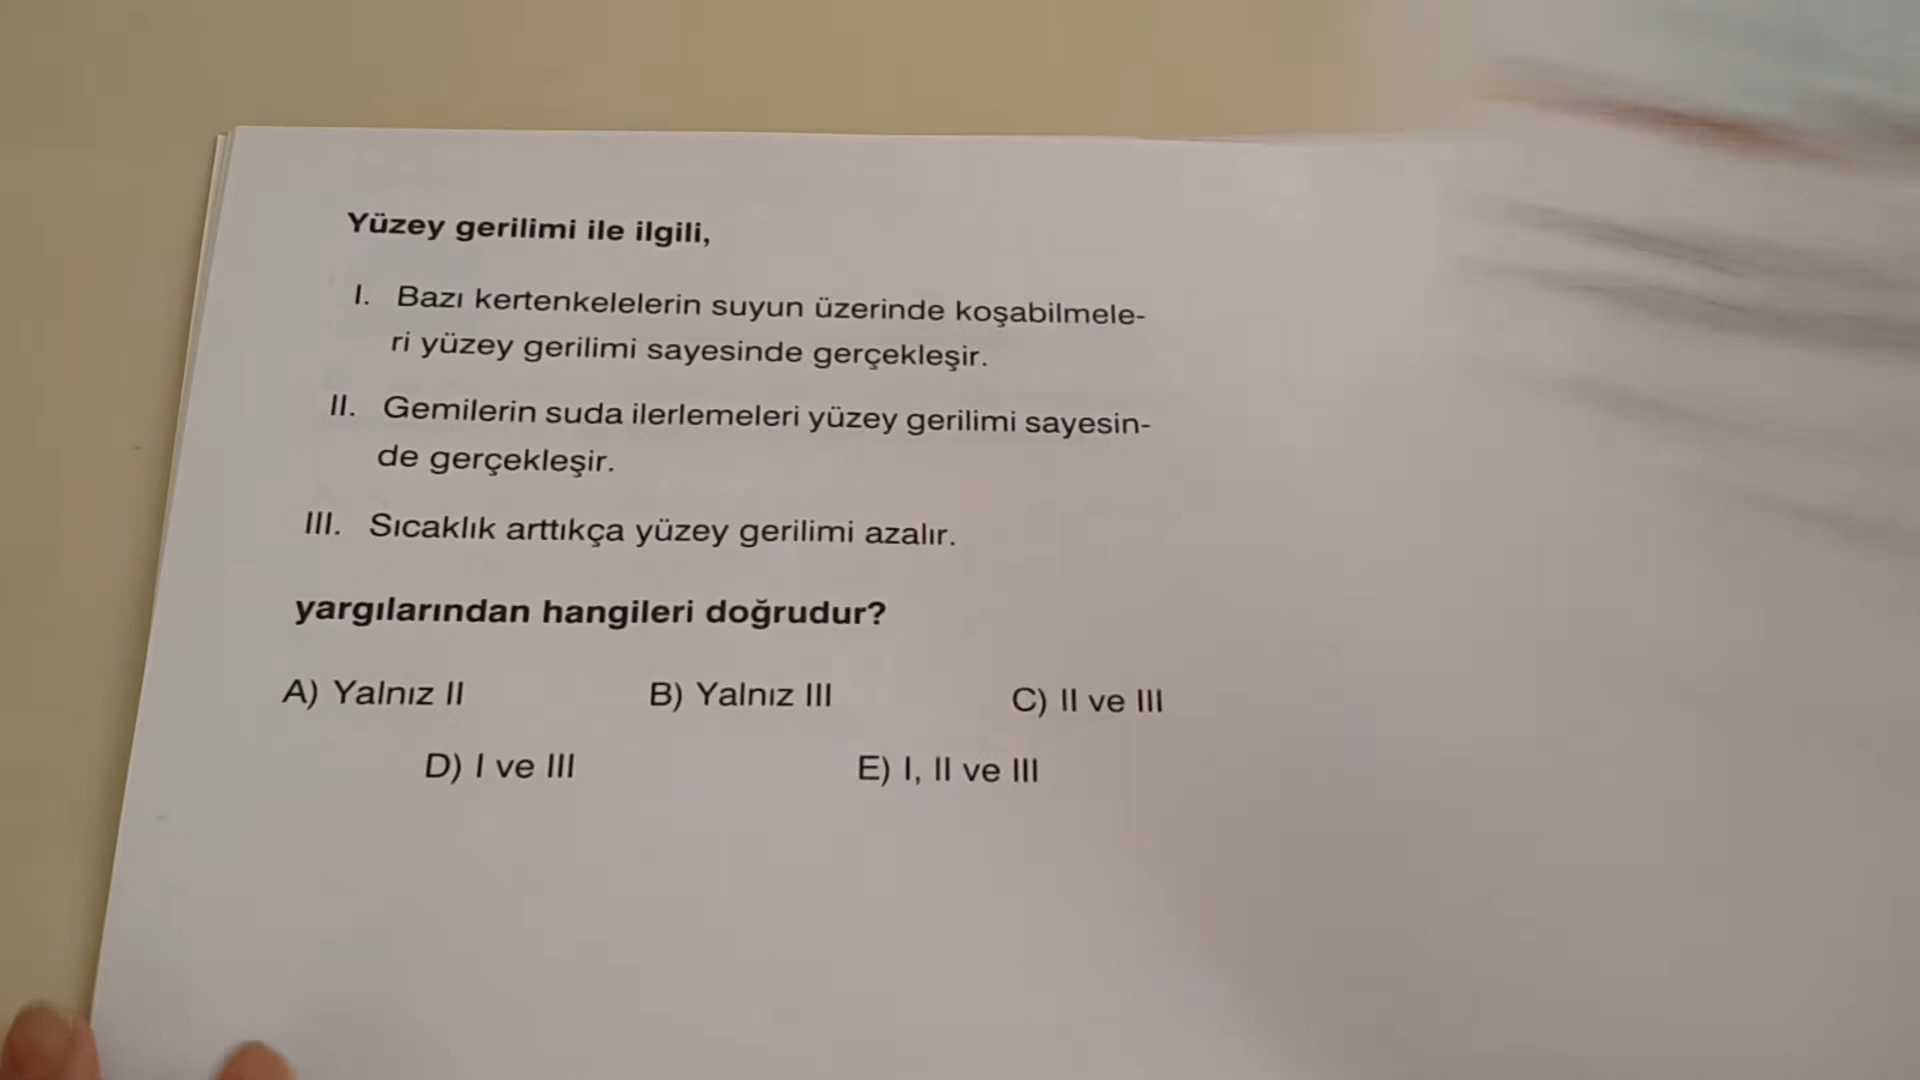 Yüzey gerilimi ile ilgili,
I. Bazı kertenkelelerin suyun üzerinde koşabilmele-
ri yüzey gerilimi sayesinde gerçekleşir.
II. Gemilerin suda ilerlemeleri yüzey gerilimi sayesin-
de gerçekleşir.
III. Sıcaklık arttıkça yüzey gerilimi azalır.
yargılarından hangileri doğrudur?
A) Yalnız II B) Yalnız III C) II ve III
D) I ve III E) I, II ve III